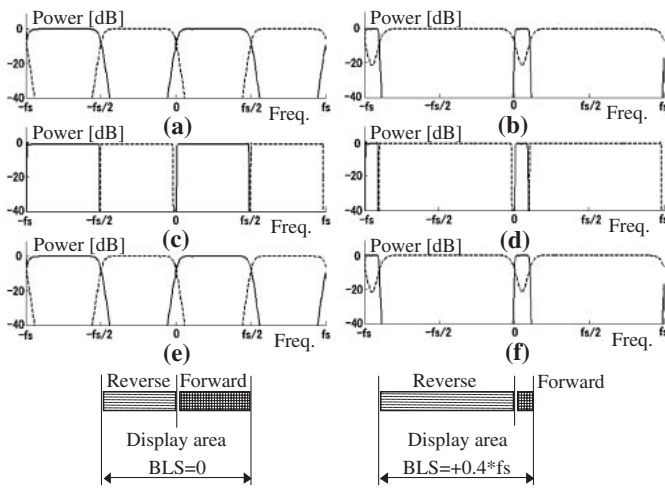 Power [dB]
0
-20
-40
-fs
-fs/2
0
fs/2
fs
Freq.
(a)
Power [dB]
0
-20
-40
-fs
-fs/2
0
fs/2
fs
Freq.
(b)
Power [dB]
0
-20
-40
-fs
-fs/2
0
fs/2
fs
Freq.
(c)
Power [dB]
0
-20
-40
-fs
-fs/2
0
fs/2
fs
Freq.
(d)
Power [dB]
0
-20
-40
-fs
-fs/2
0
fs/2
fs
Freq.
(e)
Power [dB]
0
-20
-40
-fs
-fs/2
0
fs/2
fs
Freq.
(f)
Reverse Forward
Display area
BLS=0
Reverse Forward
Display area
BLS=+0.4*fs